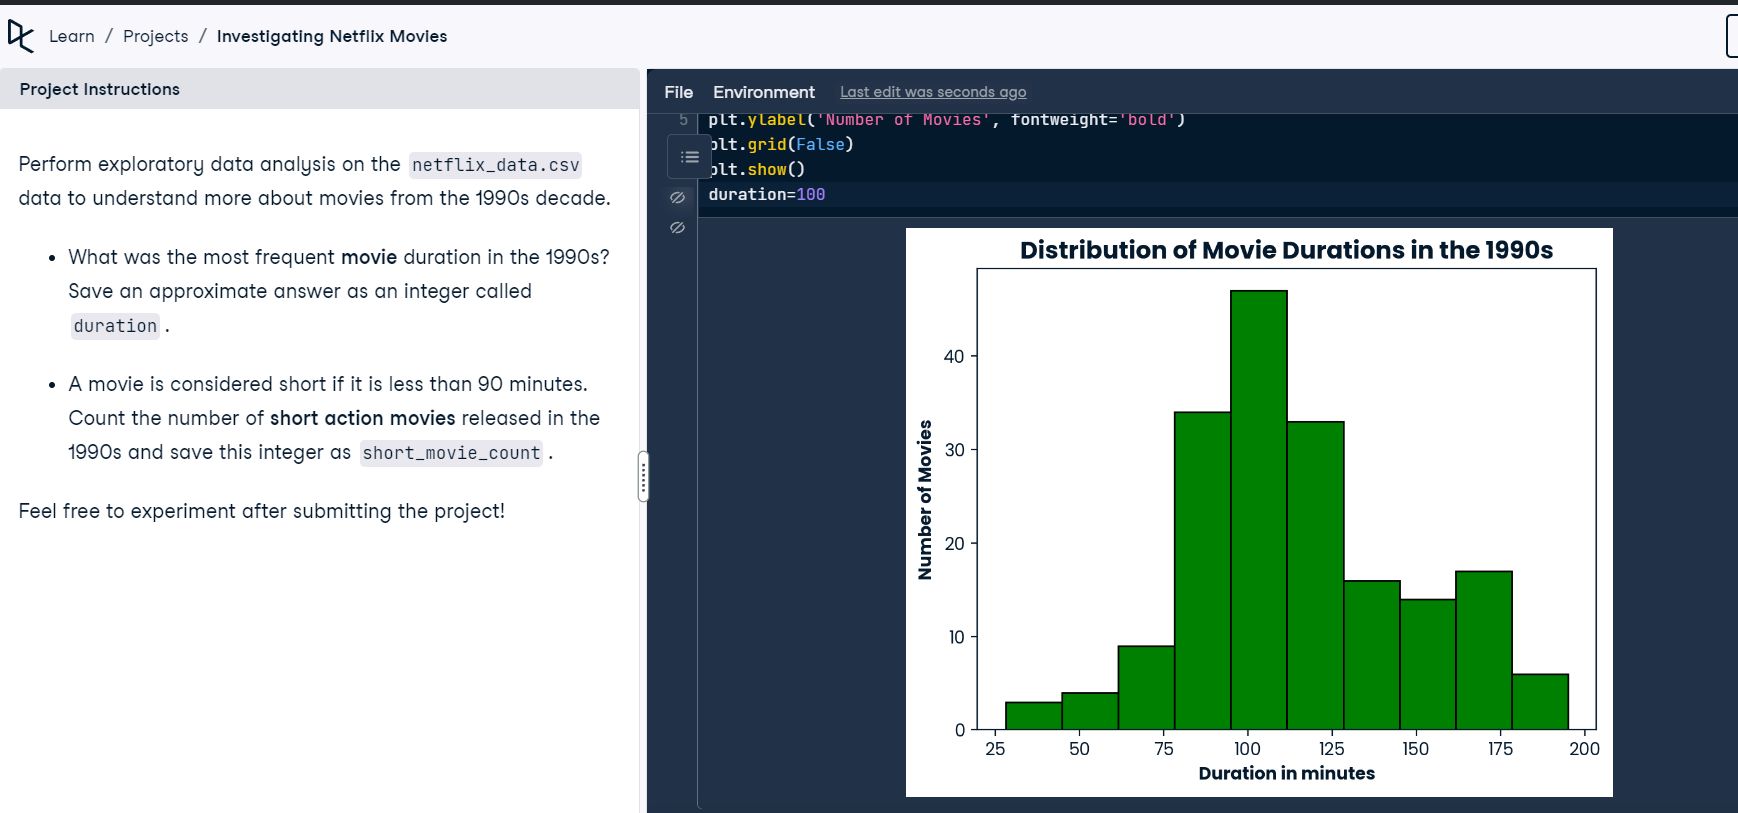 Learn / Projects / Investigating Netflix Movies
Project Instructions
Perform exploratory data analysis on the netflix_data.csv
data to understand more about movies from the 1990s decade.
• What was the most frequent movie duration in the 1990s?
Save an approximate answer as an integer called
duration .
• A movie is considered short if it is less than 90 minutes.
Count the number of short action movies released in the
1990s and save this integer as short_movie_count .
Feel free to experiment after submitting the project!
File Environment Last edit was seconds ago
5 plt.ylabel('Number of Movies', fontweight='bold')
plt.grid(False)
plt.show()
duration=100
Distribution of Movie Durations in the 1990s
Number of Movies
40
30
20
10
0
25 50 75 100 125 150 175 200
Duration in minutes